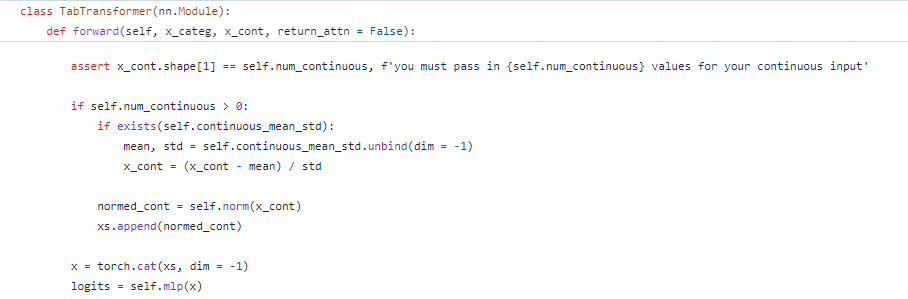 class TabTransformer(nn.Module):
def forward(self, x_categ, x_cont, return_attn = False):
assert x_cont.shape[1] == self.num_continuous, f'you must pass in {self.num_continuous} values for your continuous input'
if self.num_continuous > 0:
if exists(self.continuous_mean_std):
mean, std = self.continuous_mean_std.unbind(dim = -1)
x_cont = (x_cont - mean) / std
normed_cont = self.norm(x_cont)
xs.append(normed_cont)
x = torch.cat(xs, dim = -1)
logits = self.mlp(x)